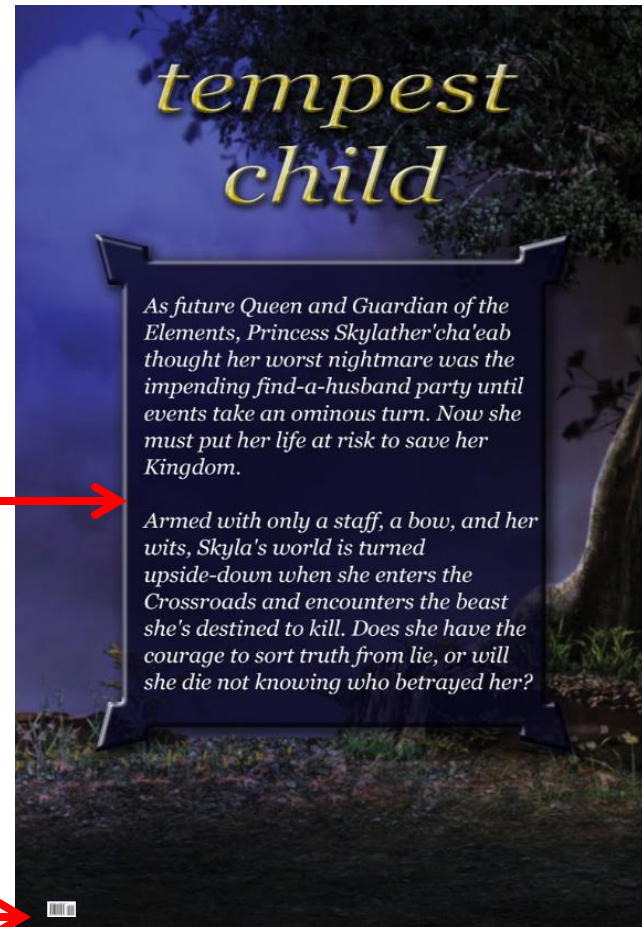 tempest
child
As future Queen and Guardian of the
Elements, Princess Skylather'cha'eab
thought her worst nightmare was the
impending find-a-husband party until
events take an ominous turn. Now she
must put her life at risk to save her
Kingdom.
Armed with only a staff, a bow, and her
wits, Skyla's world is turned
upside-down when she enters the
Crossroads and encounters the beast
she's destined to kill. Does she have the
courage to sort truth from lie, or will
she die not knowing who betrayed her?